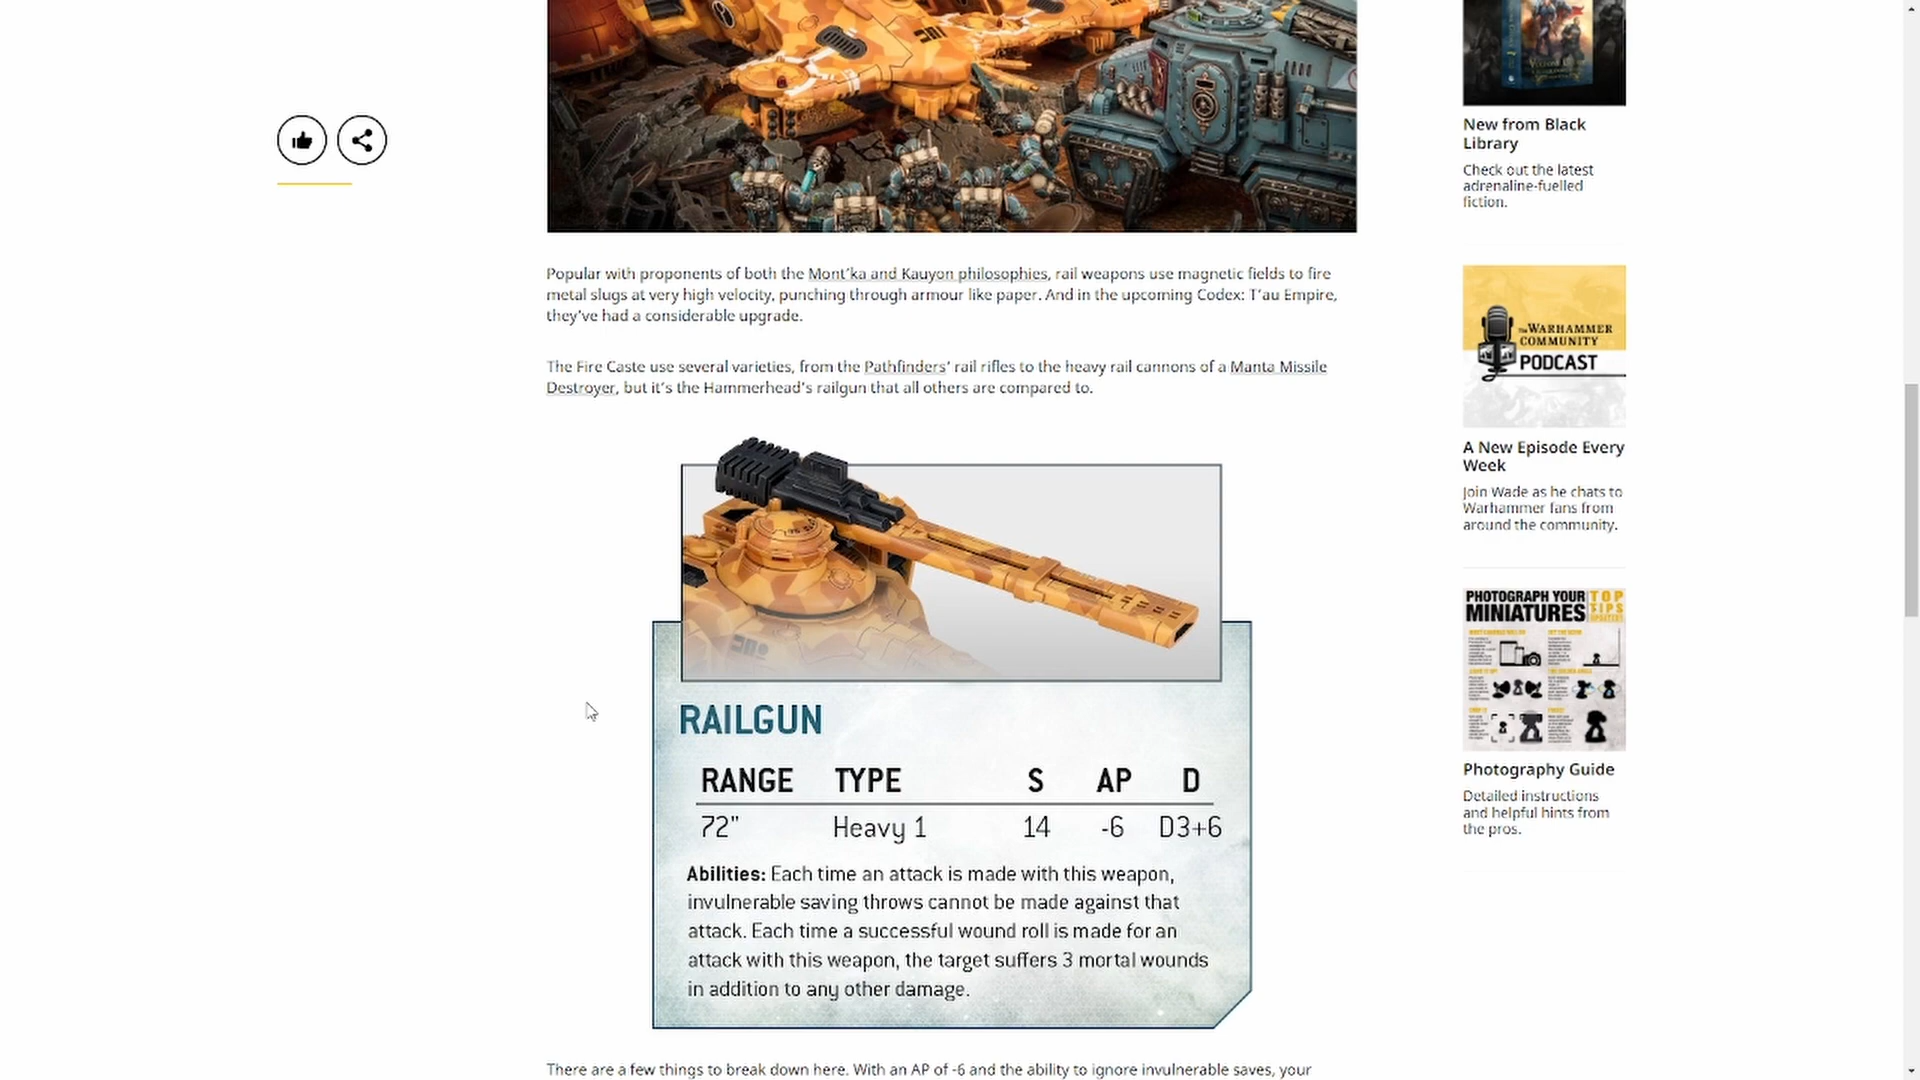 Popular with proponents of both the Mont’ka and Kauyon philosophies, rail weapons use magnetic fields to fire
metal slugs at very high velocity, punching through armour like paper. And in the upcoming Codex: T’au Empire,
they’ve had a considerable upgrade.
The Fire Caste use several varieties, from the Pathfinders’ rail rifles to the heavy rail cannons of a Manta Missile
Destroyer, but it’s the Hammerhead’s railgun that all others are compared to.
RAILGUN
RANGE TYPE S AP D
72" Heavy 1 14 -6 D3+6
Abilities: Each time an attack is made with this weapon,
invulnerable saving throws cannot be made against that
attack. Each time a successful wound roll is made for an
attack with this weapon, the target suffers 3 mortal wounds
in addition to any other damage.
There are a few things to break down here. With an AP of -6 and the ability to ignore invulnerable saves, your
New from Black
Library
Check out the latest
adrenaline-fuelled
fiction.
The WARHAMMER
COMMUNITY
PODCAST
A New Episode Every
Week
Join Wade as he chats to
Warhammer fans from
around the community.
PHOTOGRAPH YOUR
MINIATURES
TOP
TIPS
Photography Guide
Detailed instructions
and helpful hints from
the pros.